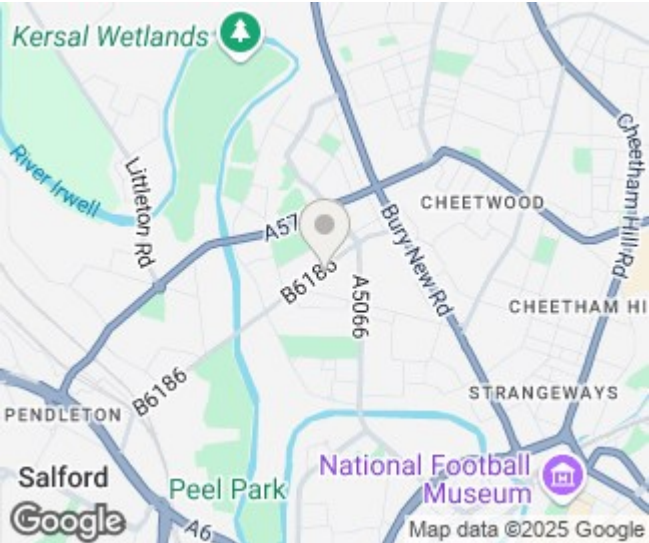 Kersal Wetlands
River Irwell
Littleton Rd
Cheetham Hill Rd
CHEETWOOD
A57
Bury New Rd
B6186
A5066
CHEETHAM HI
B6186
STRANGEWAYS
PENDLETON
Salford
Peel Park
National Football
Museum
A6
Google
Map data ©2025 Google